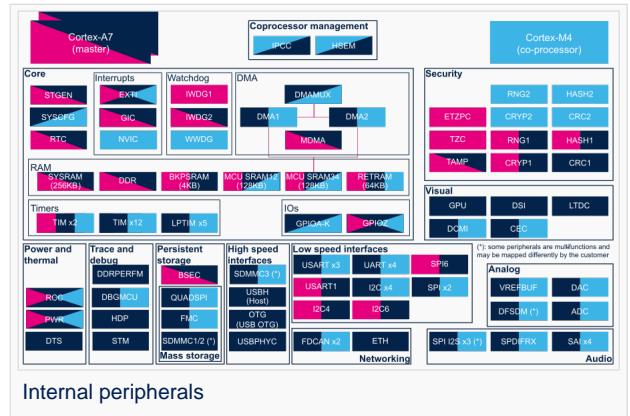 Cortex-A7
(master)
Coprocessor management
IPCC
HSEM
Cortex-M4
(co-processor)
Core
STGEN
SYSCFG
RTC
Interrupts
EXTI
GIC
NVIC
Watchdog
IWDG1
IWDG2
WWDG
DMA
DMAMUX
DMA1
DMA2
MDMA
Security
RNG2
HASH2
ETZPC
CRYP2
CRC2
TZC
RNG1
HASH1
TAMP
CRYP1
CRC1
RAM
SYSRAM
(256KB)
DDR
BKPSRAM
(4KB)
MCU SRAM12
(128KB)
MCU SRAM34
(128KB)
RETRAM
(64KB)
Visual
GPU
DSI
LTDC
DCMI
CEC
Timers
TIM x2
TIM x12
LPTIM x5
IOs
GPIOA-K
GPIOZ
(*): some peripherals are multifunctions and
may be mapped differently by the customer
Power and
thermal
ROC
PWR
DTS
Trace and
debug
DDRPERFM
DBGMCU
HDP
STM
Persistent
storage
BSEC
QUADSPI
FMC
SDMMC1/2 (*)
Mass storage
High speed
interfaces
SDMMC3 (*)
USBH
(Host)
OTG
(USB OTG)
USBPHYC
Low speed interfaces
USART x3
UART x4
SPI6
USART1
I2C x4
SPI x2
I2C4
I2C6
FDCAN x2
ETH
Networking
Analog
VREFBUF
DAC
DFSDM (*)
ADC
SPI I2S x3 (*)
SPDIFRX
SAI x4
Audio
Internal peripherals